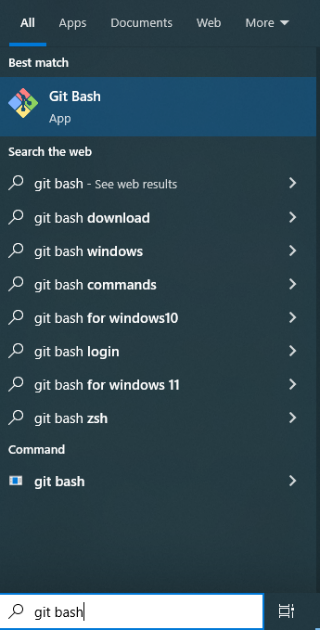 All Apps Documents Web More
Best match
Git Bash
App
Search the web
git bash - See web results
git bash download
git bash windows
git bash commands
git bash for windows10
git bash login
git bash for windows 11
git bash zsh
Command
git bash
git bash